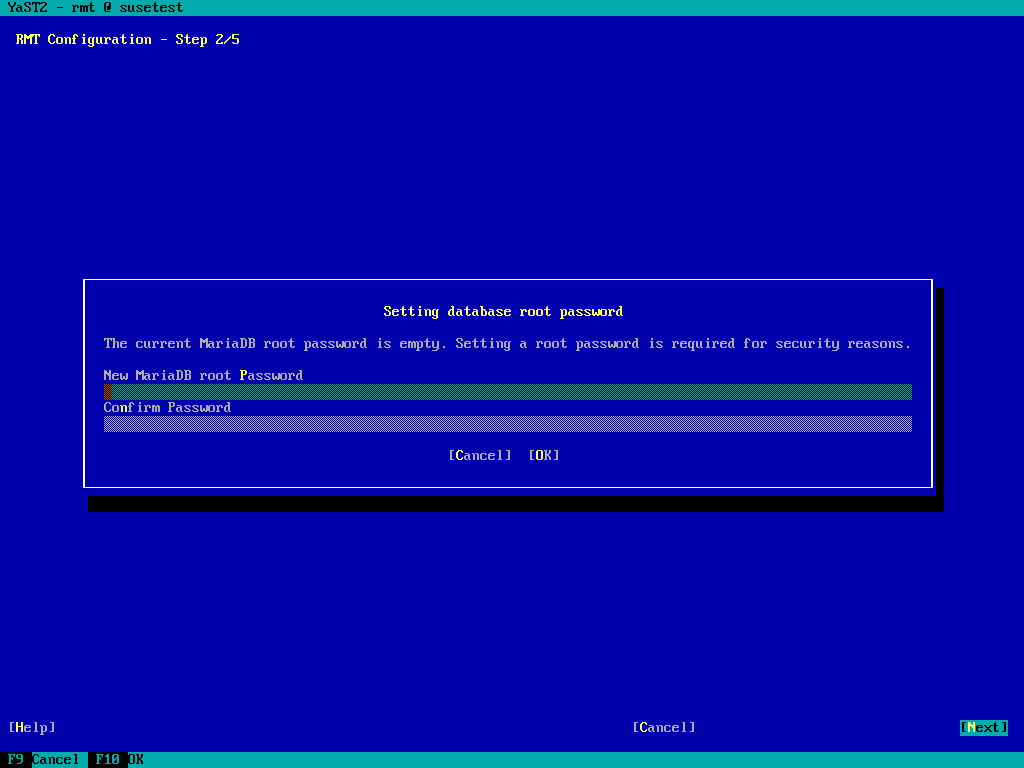 YaST2 - rmt @ susetest
RMT Configuration - Step 2/5
Setting database root password
The current MariaDB root password is empty. Setting a root password is required for security reasons.
New MariaDB root Password
Confirm Password
[Cancel] [OK]
[Help] [Cancel] [Next]
F9 Cancel F10 OK